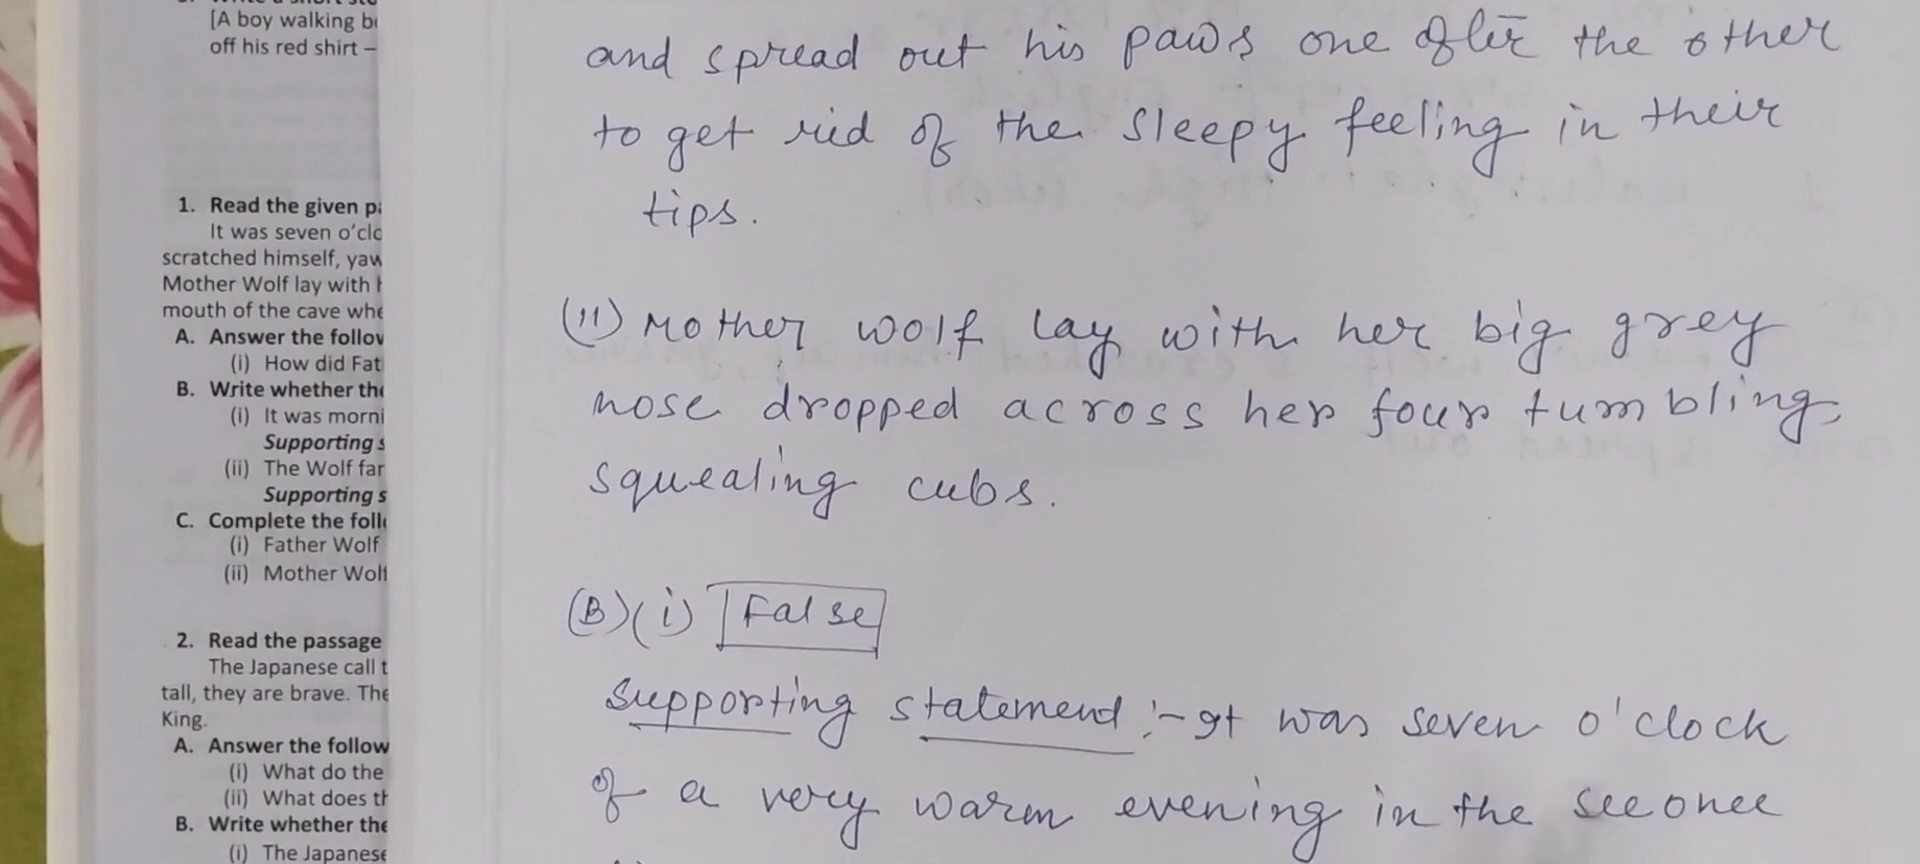 [A boy walking b
off his red shirt –
1. Read the given pa
It was seven o'clo
scratched himself, yaw
Mother Wolf lay with h
mouth of the cave whe
A. Answer the follow
(i) How did Fat
B. Write whether the
(i) It was morni
Supporting s
(ii) The Wolf far
Supporting s
C. Complete the follo
(i) Father Wolf
(ii) Mother Wolf
2. Read the passage
The Japanese call t
tall, they are brave. The
King.
A. Answer the follow
(i) What do the
(ii) What does th
B. Write whether the
(i) The Japanese
and spread out his paws one after the other
to get rid of the sleepy feeling in their
tips.
(II) Mother wolf lay with her big grey
nose dropped across her four tumbling,
squealing cubs.
(B) (i) False
Supporting statement :- It was seven o'clock
of a very warm evening in the